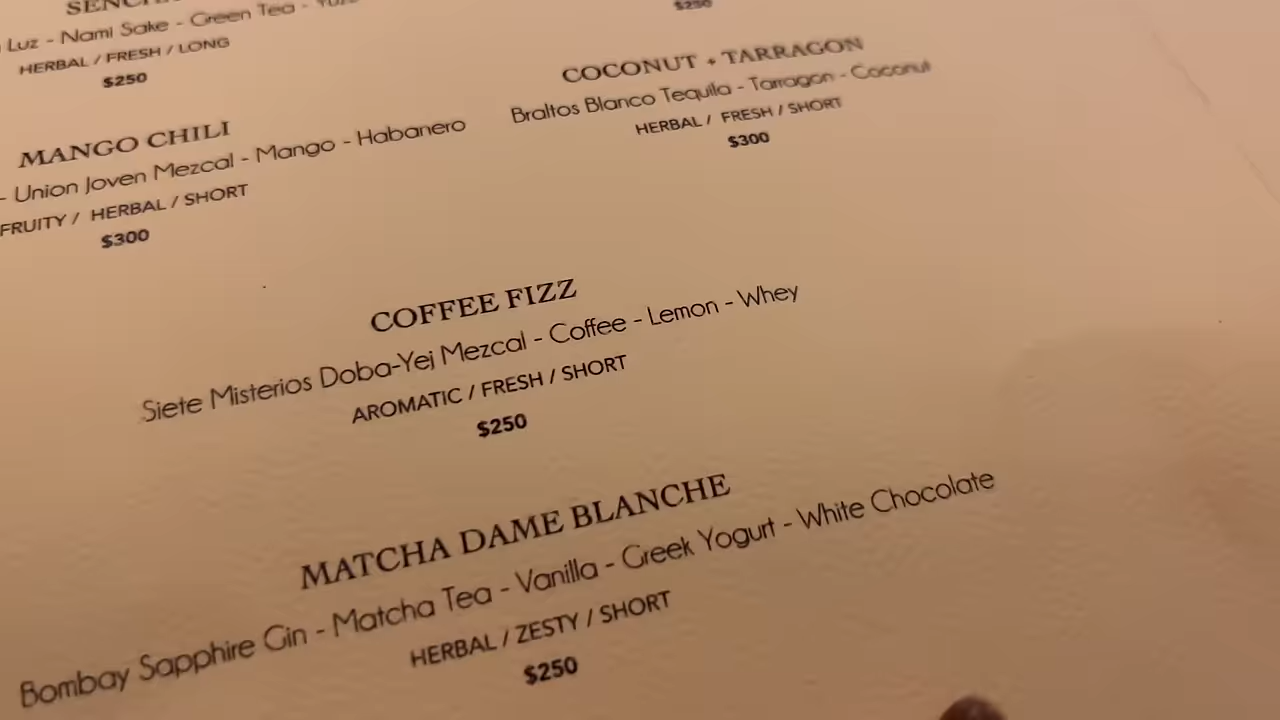 Luz - Nami Sake - Green Tea -
HERBAL / FRESH / LONG
$250
MANGO CHILI
- Union Joven Mezcal - Mango - Habanero
FRUITY / HERBAL / SHORT
$300
$250
COCONUT + TARRAGON
Braltos Blanco Tequila - Tarragon - Coconut
HERBAL / FRESH / SHORT
$300
COFFEE FIZZ
Siete Misterios Doba-Yej Mezcal - Coffee - Lemon - Whey
AROMATIC / FRESH / SHORT
$250
MATCHA DAME BLANCHE
Bombay Sapphire Gin - Matcha Tea - Vanilla - Greek Yogurt - White Chocolate
HERBAL / ZESTY / SHORT
$250